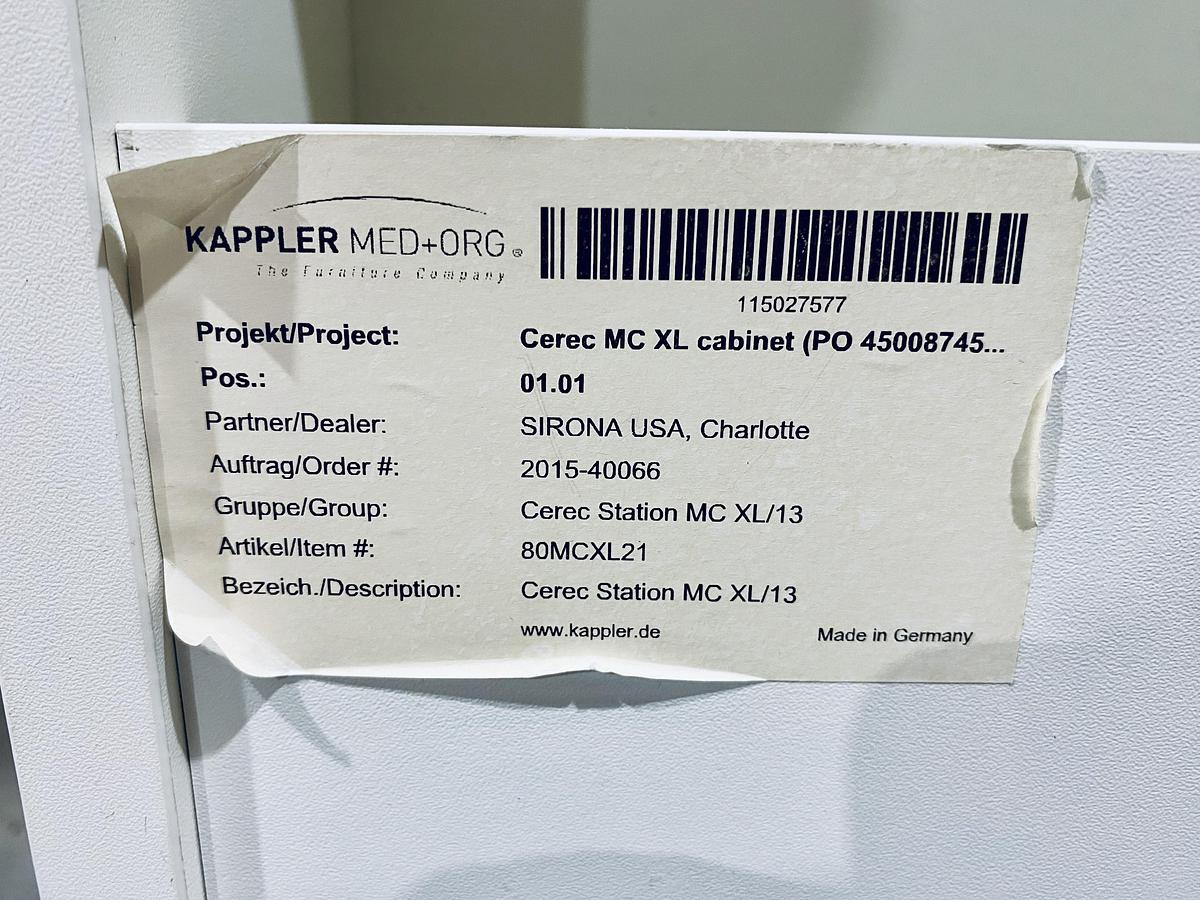 KAPPLER MED+ORG®
The Furniture Company
115027577
Projekt/Project: Cerec MC XL cabinet (PO 45008745...
Pos.: 01.01
Partner/Dealer: SIRONA USA, Charlotte
Auftrag/Order #: 2015-40066
Gruppe/Group: Cerec Station MC XL/13
Artikel/Item #: 80MCXL21
Bezeich./Description: Cerec Station MC XL/13
www.kappler.de Made in Germany